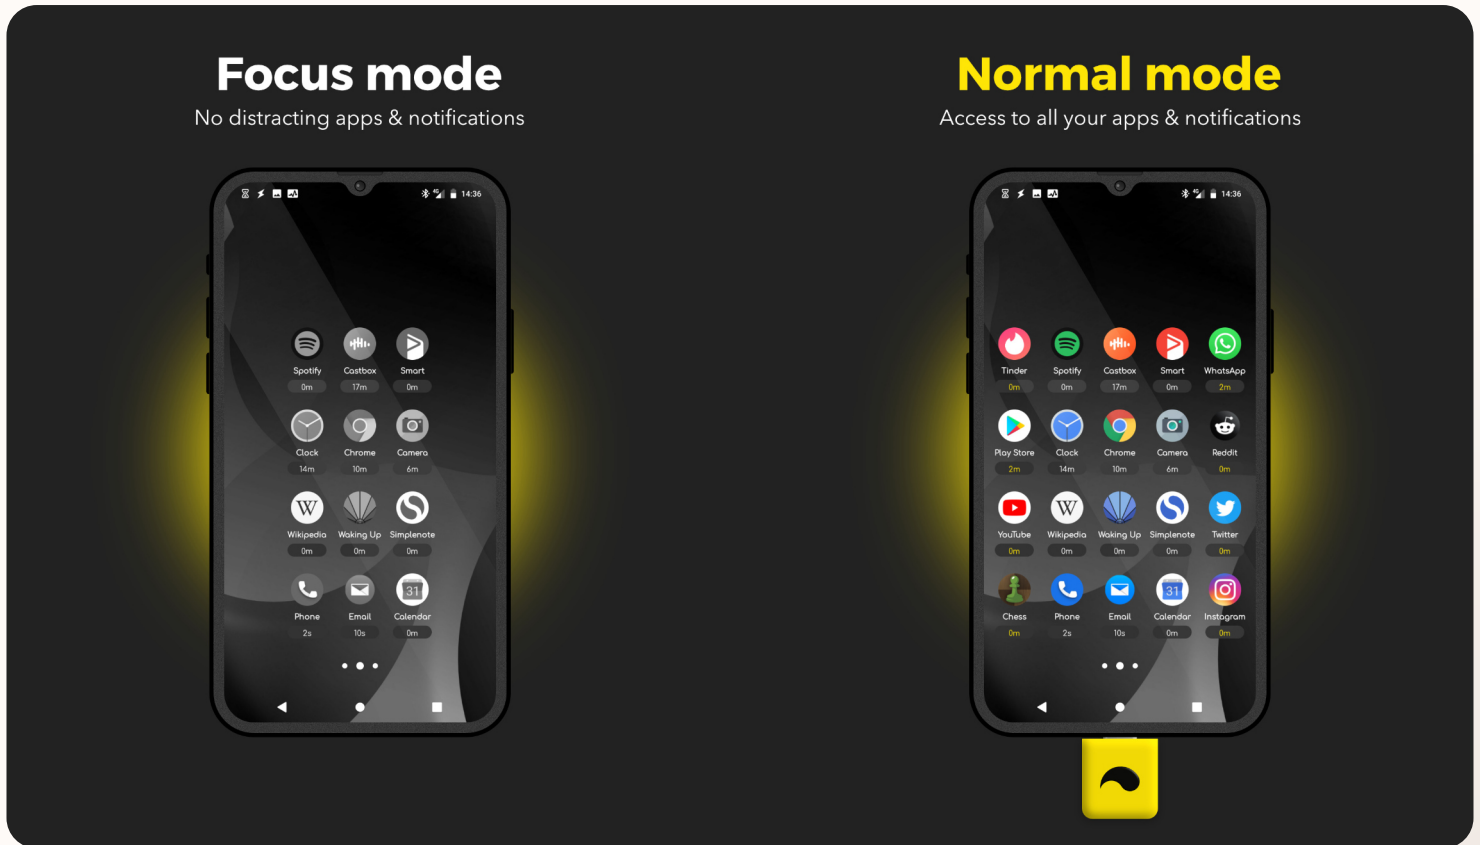 Focus mode
No distracting apps & notifications
4G 14:36
Spotify Castbox Smart
0m 17m 0m
Clock Chrome Camera
14m 10m 6m
W
Wikipedia Waking Up Simplenote
0m 0m 0m
31
Phone Email Calendar
2s 10s 0m
Normal mode
Access to all your apps & notifications
4G 14:36
Tinder Spotify Castbox Smart WhatsApp
0m 0m 17m 0m 2m
Play Store Clock Chrome Camera Reddit
2m 14m 10m 6m 0m
W
YouTube Wikipedia Waking Up Simplenote Twitter
0m 0m 0m 0m 0m
31
Chess Phone Email Calendar Instagram
0m 2s 10s 0m 0m